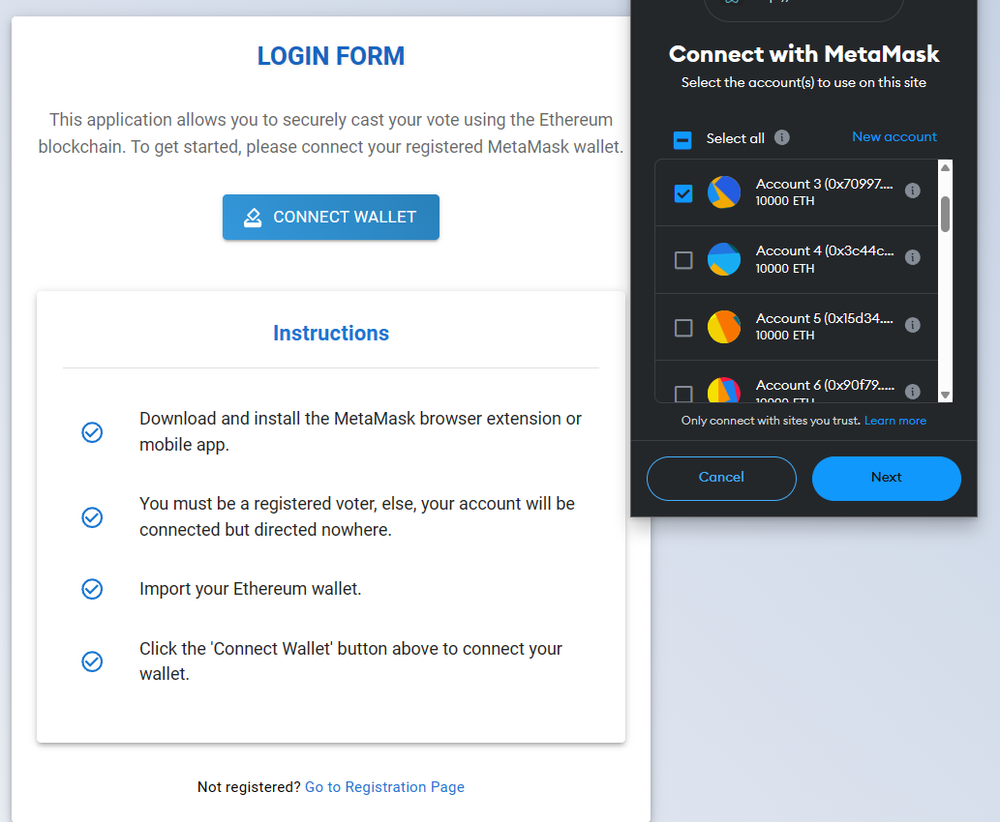 LOGIN FORM
This application allows you to securely cast your vote using the Ethereum
blockchain. To get started, please connect your registered MetaMask wallet.
CONNECT WALLET
Instructions
Download and install the MetaMask browser extension or
mobile app.
You must be a registered voter, else, your account will be
connected but directed nowhere.
Import your Ethereum wallet.
Click the 'Connect Wallet' button above to connect your
wallet.
Not registered? Go to Registration Page
Connect with MetaMask
Select the account(s) to use on this site
Select all
New account
Account 3 (0x70997....
10000 ETH
Account 4 (0x3c44c...
10000 ETH
Account 5 (0x15d34....
10000 ETH
Account 6 (0x90f79.....
10000 ETH
Only connect with sites you trust. Learn more
Cancel
Next